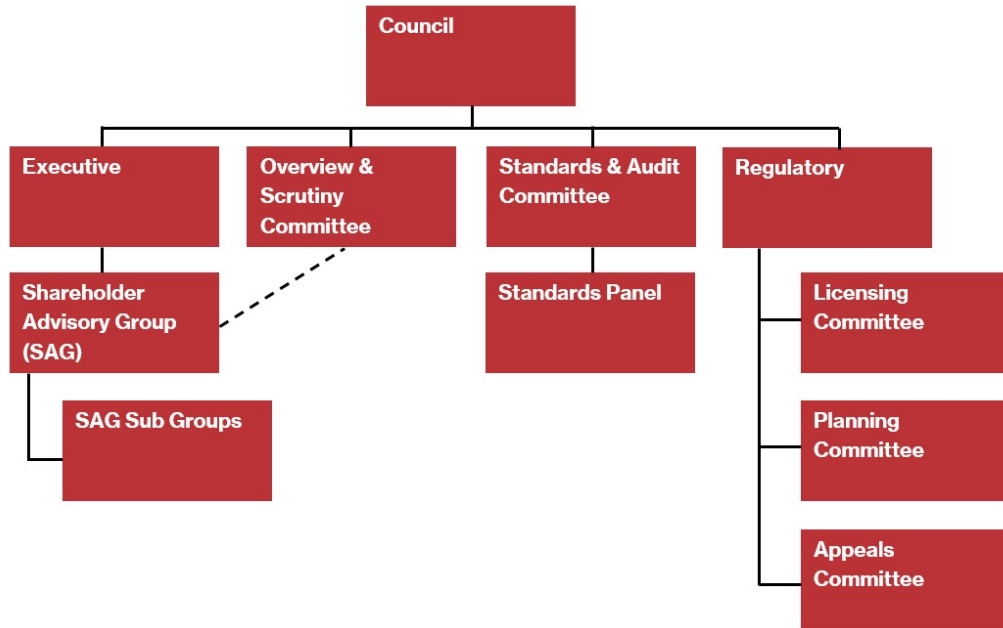 Council
Executive
Overview &
Scrutiny
Committee
Standards & Audit
Committee
Regulatory
Shareholder
Advisory Group
(SAG)
Standards Panel
Licensing
Committee
SAG Sub Groups
Planning
Committee
Appeals
Committee